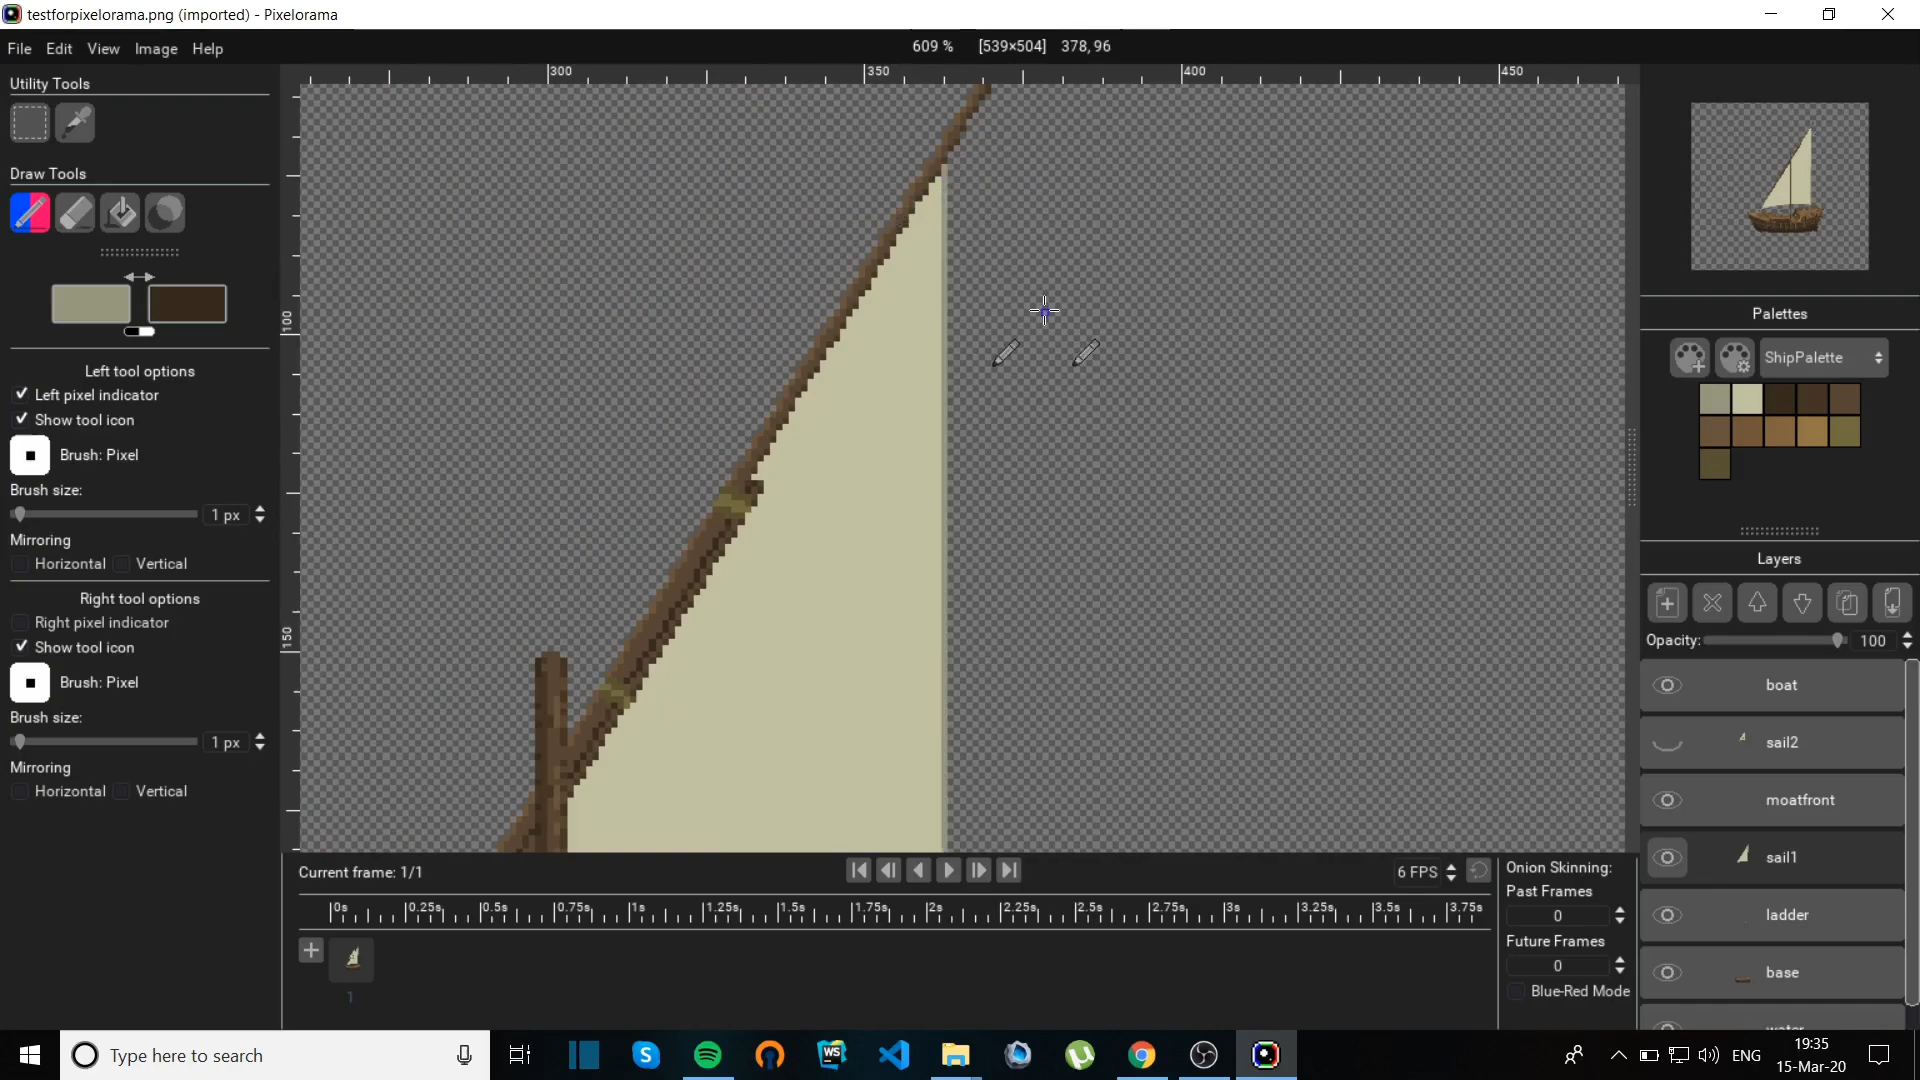 testforpixelorama.png (imported) - Pixelorama
File Edit View Image Help
609 % [539×504] 378, 96
300 350 400 450
Utility Tools
Draw Tools
100
150
Left tool options
Left pixel indicator
Show tool icon
Brush: Pixel
Brush size:
1 px
Mirroring
Horizontal Vertical
Right tool options
Right pixel indicator
Show tool icon
Brush: Pixel
Brush size:
1 px
Mirroring
Horizontal Vertical
Palettes
ShipPalette
Layers
Opacity: 100
boat
sail2
moatfront
sail1
ladder
base
water
Current frame: 1/1
6 FPS
0s 0.25s 0.5s 0.75s 1s 1.25s 1.5s 1.75s 2s 2.25s 2.5s 2.75s 3s 3.25s 3.5s 3.75s
1
Onion Skinning:
Past Frames
0
Future Frames
0
Blue-Red Mode
Type here to search
WS
ENG
19:35
15-Mar-20